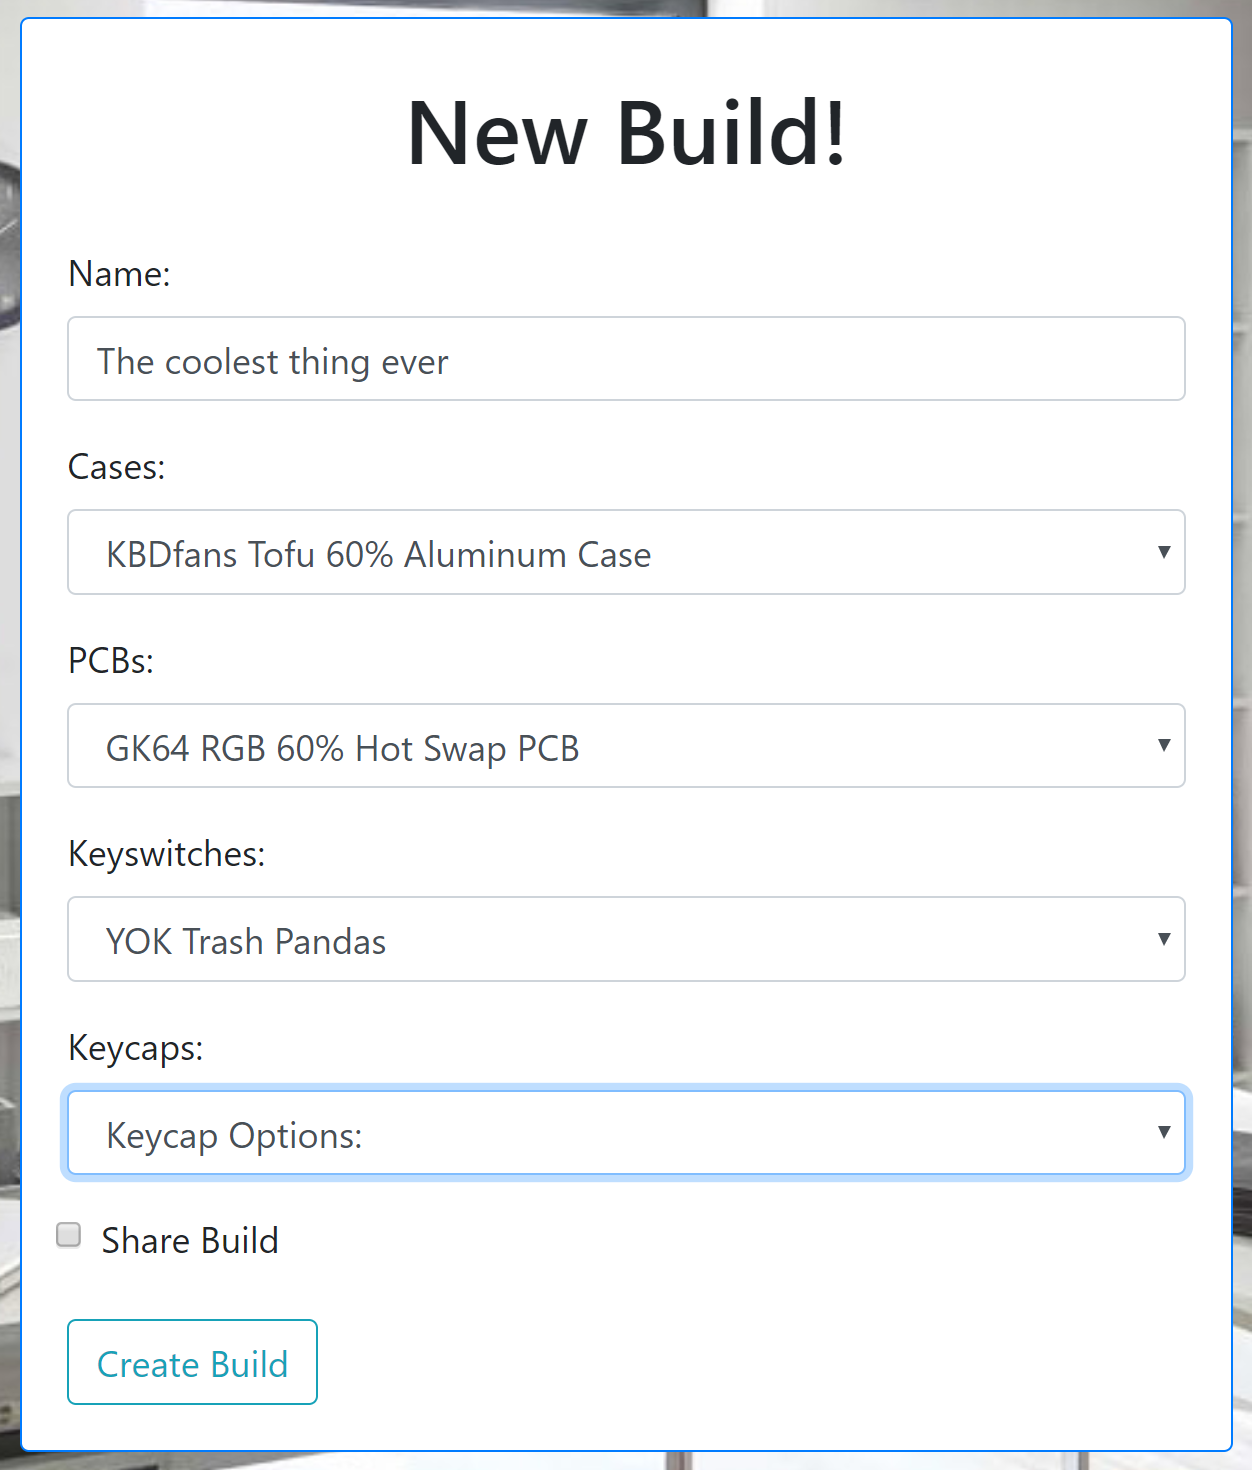 New Build!
Name:
The coolest thing ever
Cases:
KBDfans Tofu 60% Aluminum Case
PCBs:
GK64 RGB 60% Hot Swap PCB
Keyswitches:
YOK Trash Pandas
Keycaps:
Keycap Options:
Share Build
Create Build